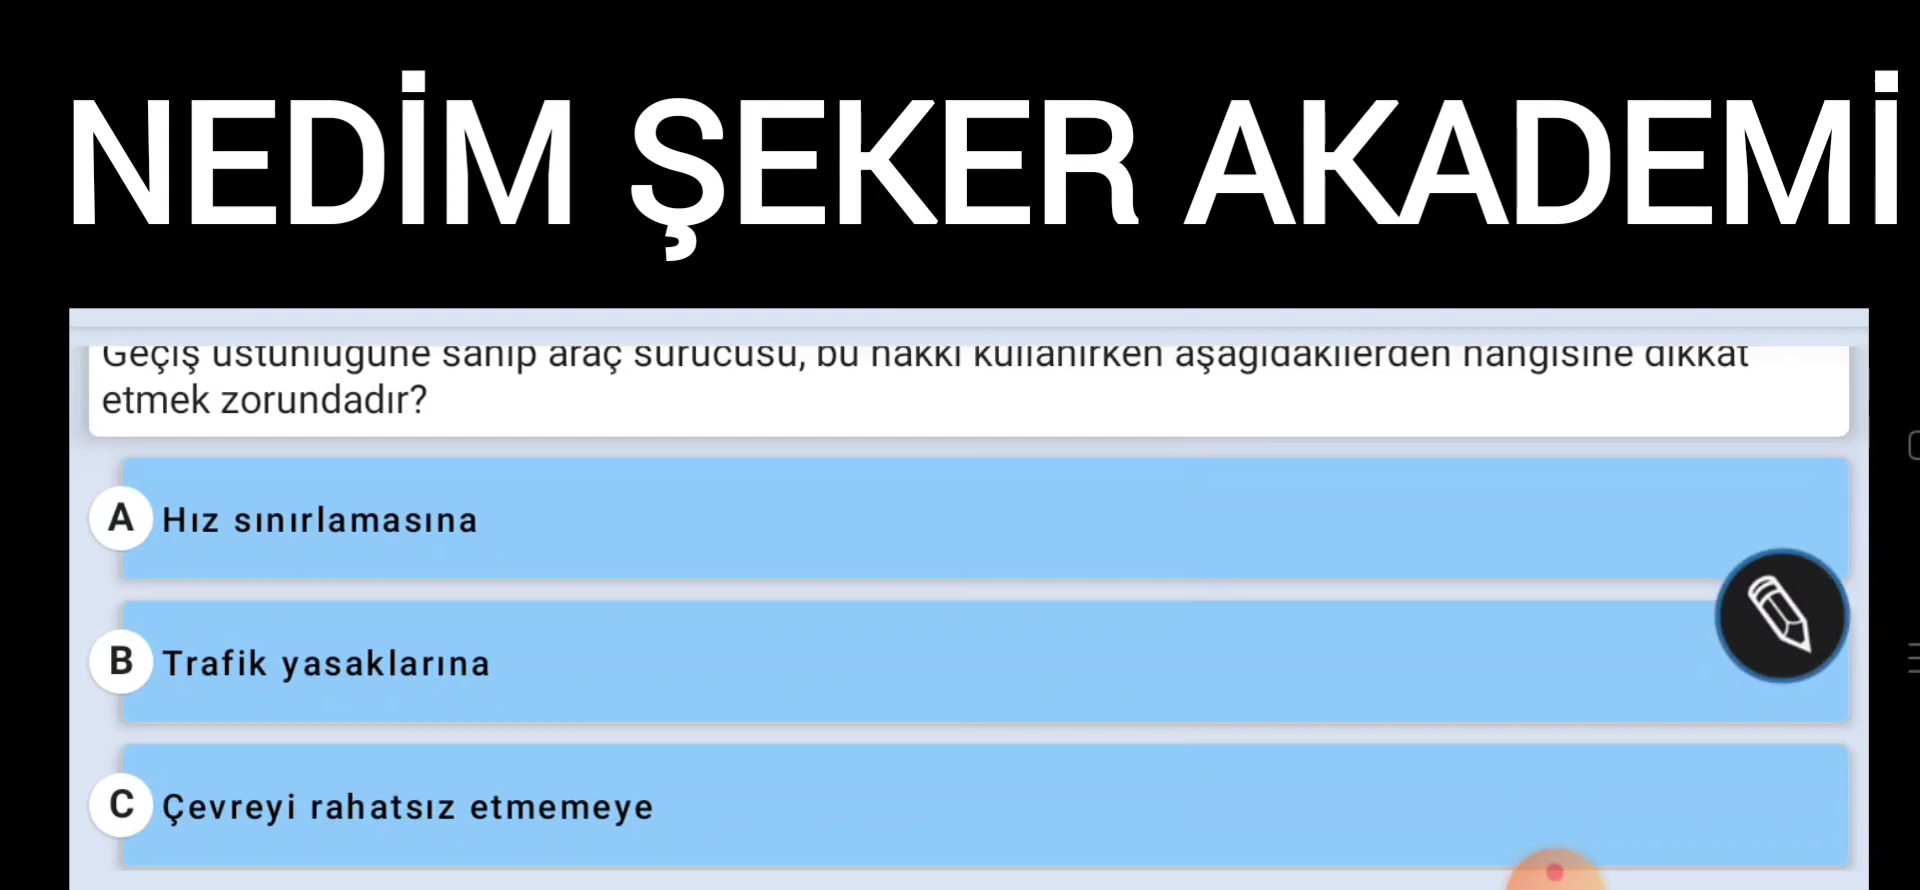 NEDİM ŞEKER AKADEMİ
Geçiş üstünlüğüne sahip araç sürücüsü, bu hakkı kullanırken aşağıdakilerden hangisine dikkat
etmek zorundadır?
A Hız sınırlamasına
B Trafik yasaklarına
C Çevreyi rahatsız etmemeye